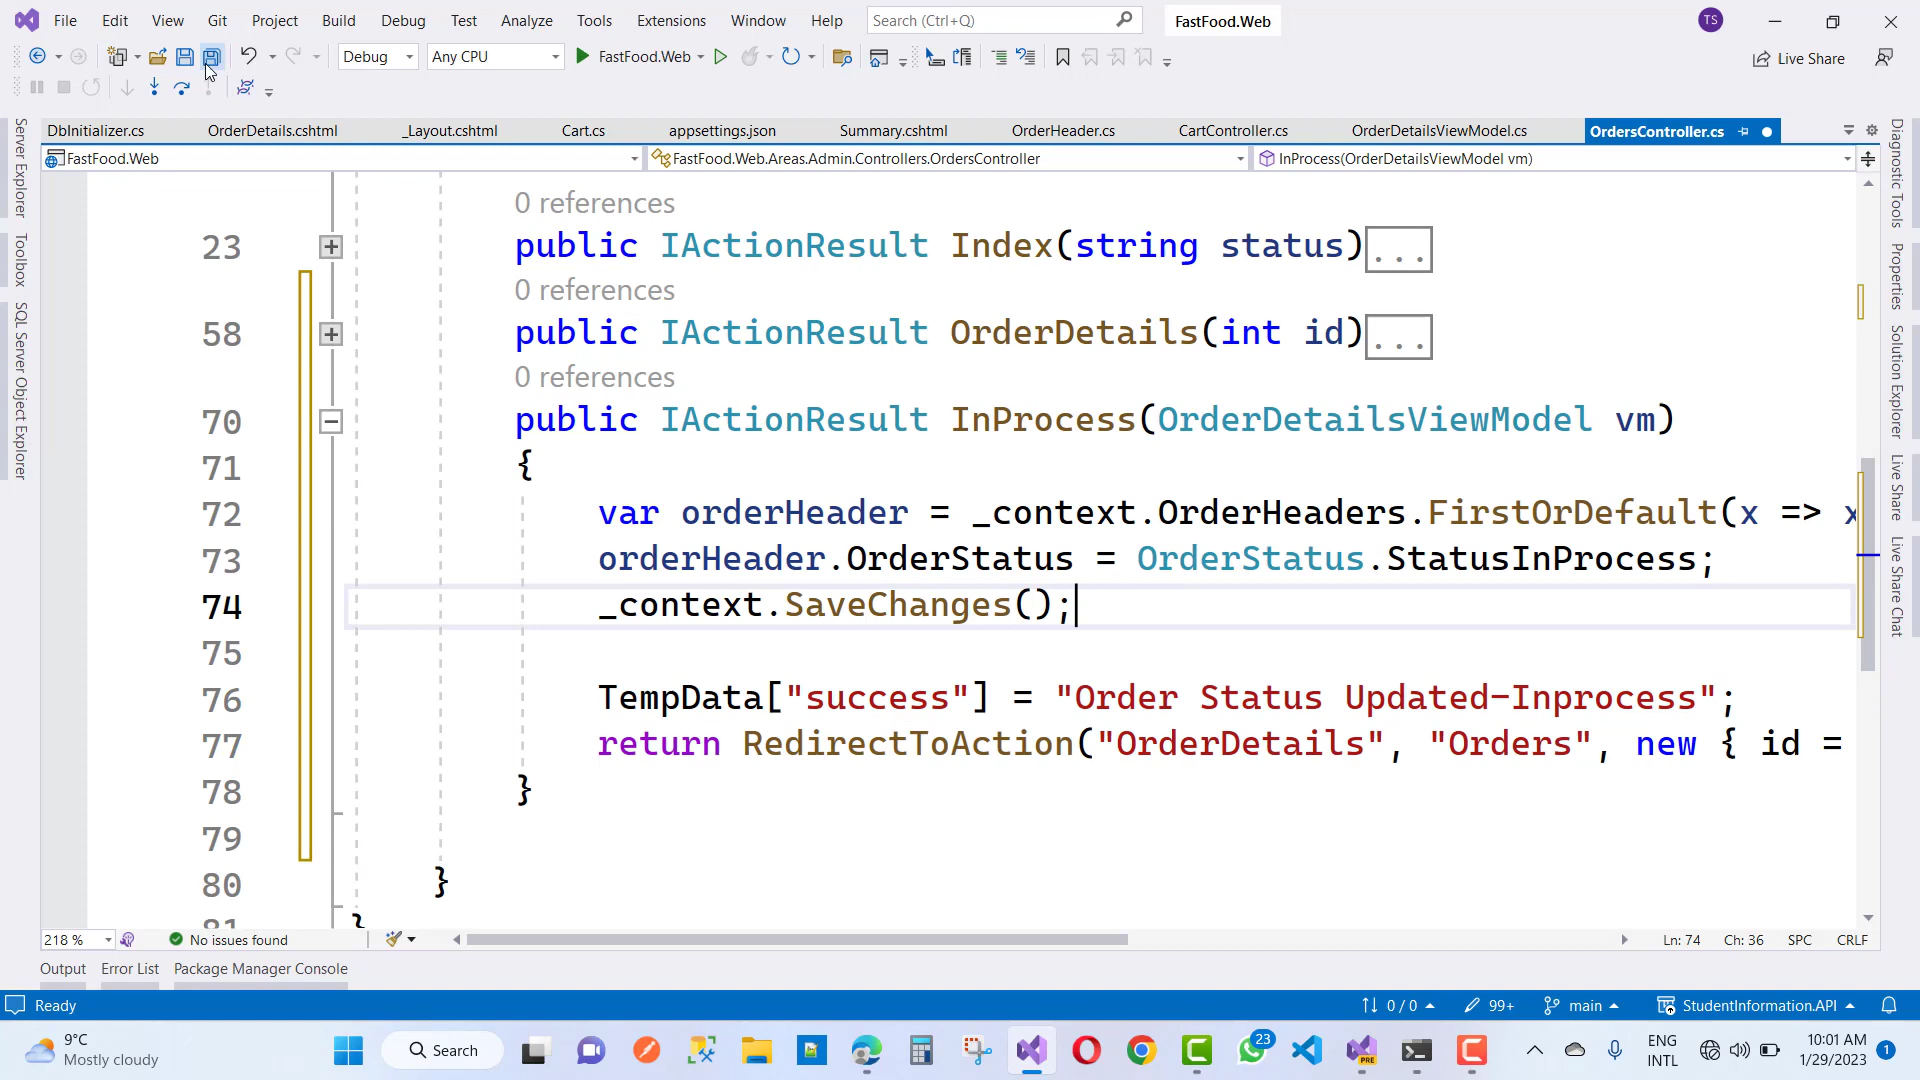 File Edit View Git Project Build Debug Test Analyze Tools Extensions Window Help Search (Ctrl+Q) FastFood.Web TS
Debug Any CPU FastFood.Web Live Share
DbInitializer.cs OrderDetails.cshtml _Layout.cshtml Cart.cs appsettings.json Summary.cshtml OrderHeader.cs CartController.cs OrderDetailsViewModel.cs OrdersController.cs
FastFood.Web FastFood.Web.Areas.Admin.Controllers.OrdersController InProcess(OrderDetailsViewModel vm)
Server Explorer
Toolbox
SQL Server Object Explorer
0 references
23 public IActionResult Index(string status)...
0 references
58 public IActionResult OrderDetails(int id)...
0 references
70 public IActionResult InProcess(OrderDetailsViewModel vm)
71 {
72 var orderHeader = _context.OrderHeaders.FirstOrDefault(x => x
73 orderHeader.OrderStatus = OrderStatus.StatusInProcess;
74 _context.SaveChanges();
75
76 TempData["success"] = "Order Status Updated-Inprocess";
77 return RedirectToAction("OrderDetails", "Orders", new { id =
78 }
79
80 }
81 }
Diagnostic Tools
Properties
Solution Explorer
Live Share
Live Share Chat
218 % No issues found Ln: 74 Ch: 36 SPC CRLF
Output Error List Package Manager Console
Ready 0 / 0 99+ main StudentInformation.API
9°C
Mostly cloudy
Search
23
PRE
ENG
INTL
10:01 AM
1/29/2023
1